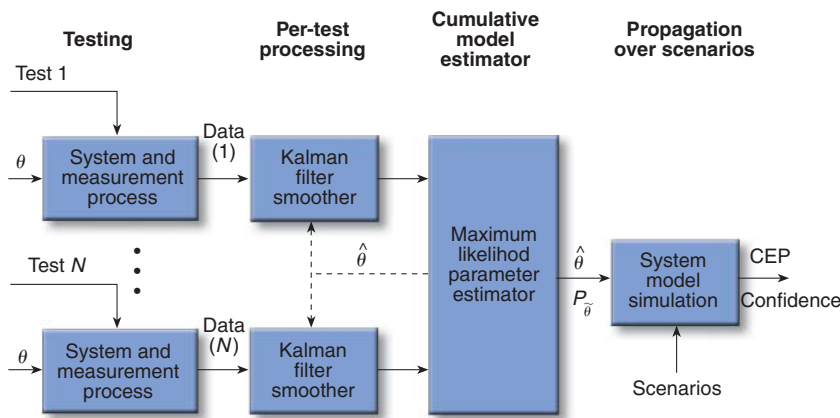 Testing
Per-test
processing
Cumulative
model
estimator
Propagation
over scenarios
Test 1
θ
System and
measurement
process
Data
(1)
Kalman
filter
smoother
Test N
θ
System and
measurement
process
Data
(N)
Kalman
filter
smoother
θ̂
Maximum
likelihod
parameter
estimator
θ̂
P_θ̃
System
model
simulation
CEP
Confidence
Scenarios